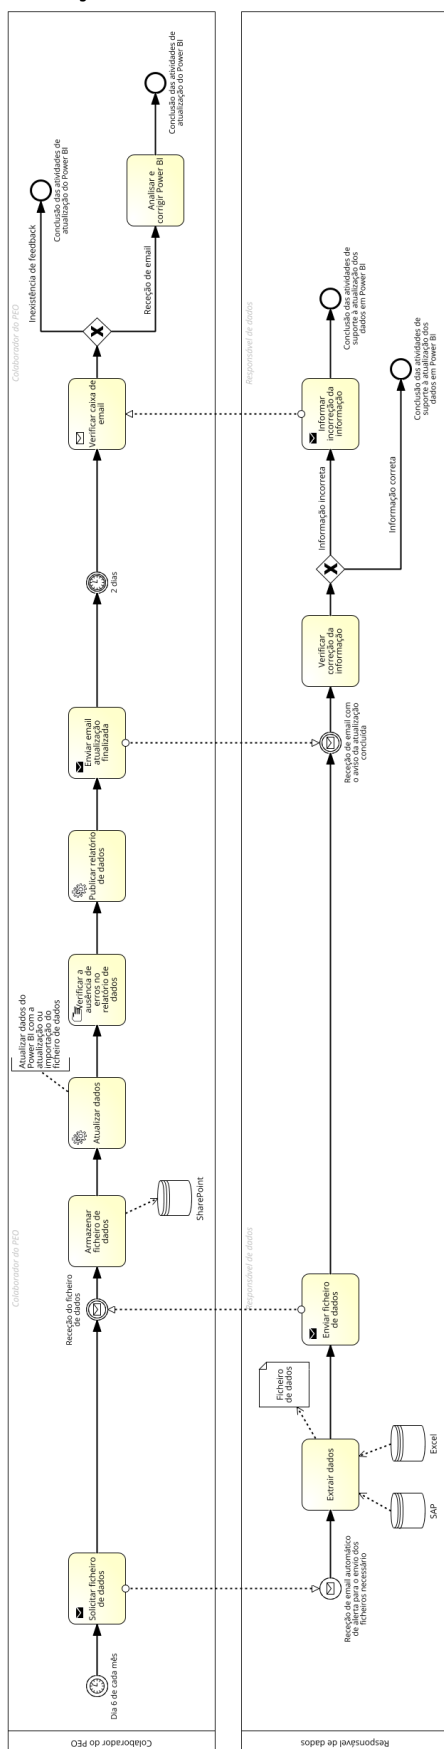 Colaborador do PEO
Dia 6 de cada mês
Solicitar ficheiro
de dados
Receção do ficheiro
de dados
Armazenar
ficheiro de
dados
SharePoint
Atualizar dados
Atualizar dados do
Power BI com a
atualização ou
importação do
ficheiro de dados
Verificar a
ausência de
erros no
relatório de
dados
Publicar relatório
de dados
Enviar email
atualização
finalizada
2 dias
Verificar caixa de
email
Inexistência de feedback
Conclusão das atividades de
atualização do Power BI
Receção de email
Analisar e
corrigir Power BI
Conclusão das atividades de
atualização do Power BI
Colaborador do PEO
Colaborador do PEO
Responsável de dados
Receção de email automático
de alerta para o envio dos
ficheiros necessário
Extrair dados
SAP
Excel
Ficheiro
de dados
Enviar ficheiro
de dados
Receção de email com
o aviso da atualização
concluída
Verificar
correção da
informação
Informação incorreta
Informar
incorreção da
informação
Conclusão das atividades de
suporte à atualização dos
dados em Power BI
Informação correta
Conclusão das atividades de
suporte à atualização dos
dados em Power BI
Responsável de dados
Responsável de dados